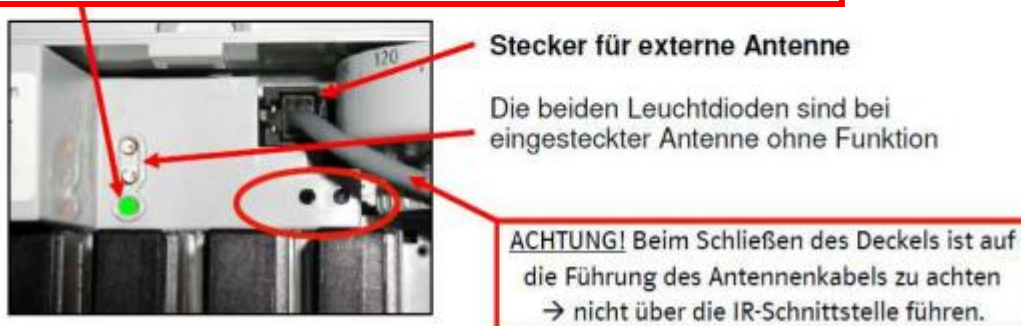 120
Stecker für externe Antenne
Die beiden Leuchtdioden sind bei
eingesteckter Antenne ohne Funktion
ACHTUNG! Beim Schließen des Deckels ist auf
die Führung des Antennenkabels zu achten
→ nicht über die IR-Schnittstelle führen.